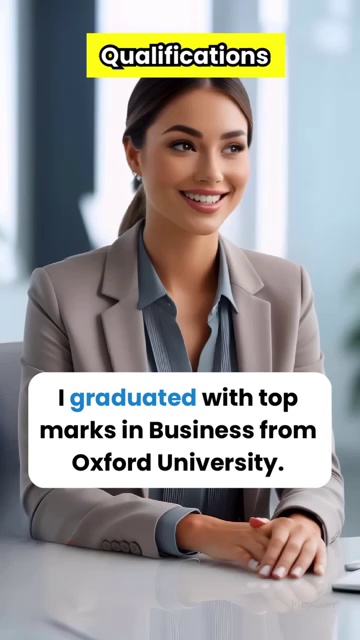 Qualifications
I graduated with top
marks in Business from
Oxford University.